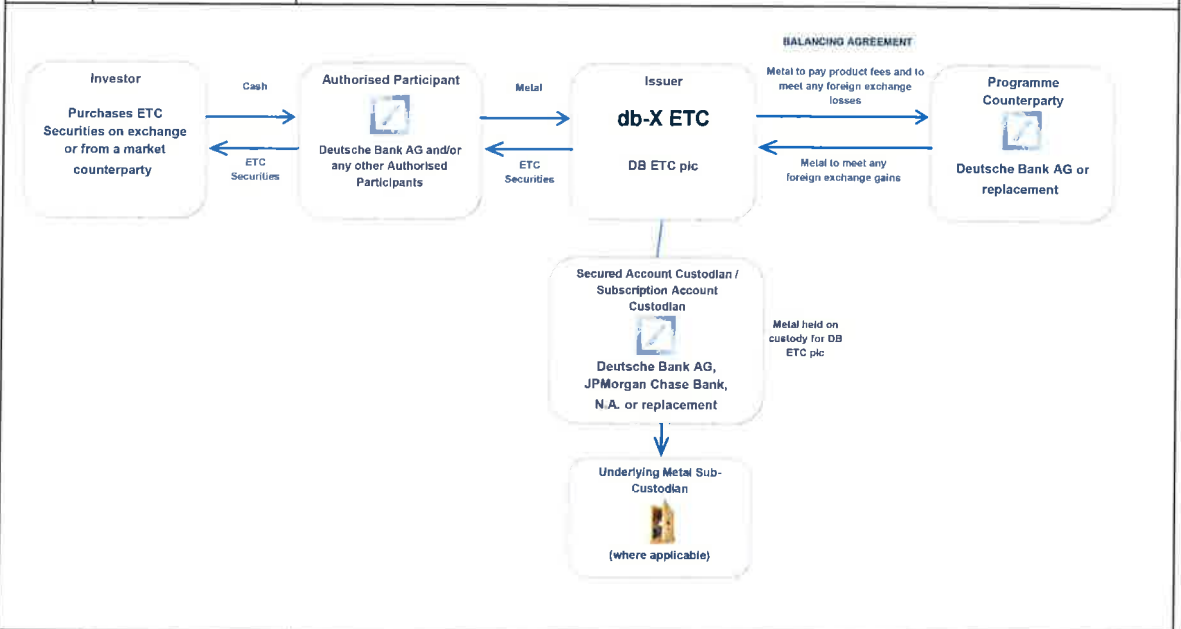 BALANCING AGREEMENT
Investor
Purchases ETC
Securities on exchange
or from a market
counterparty
Cash
ETC
Securities
Authorised Participant
Deutsche Bank AG and/or
any other Authorised
Participants
Metal
ETC
Securities
Issuer
db-X ETC
DB ETC plc
Metal to pay product fees and to
meet any foreign exchange
losses
Metal to meet any
foreign exchange gains
Programme
Counterparty
Deutsche Bank AG or
replacement
Secured Account Custodian /
Subscription Account
Custodian
Deutsche Bank AG,
JPMorgan Chase Bank,
N.A. or replacement
Metal held on
custody for DB
ETC plc
Underlying Metal Sub-
Custodian
(where applicable)